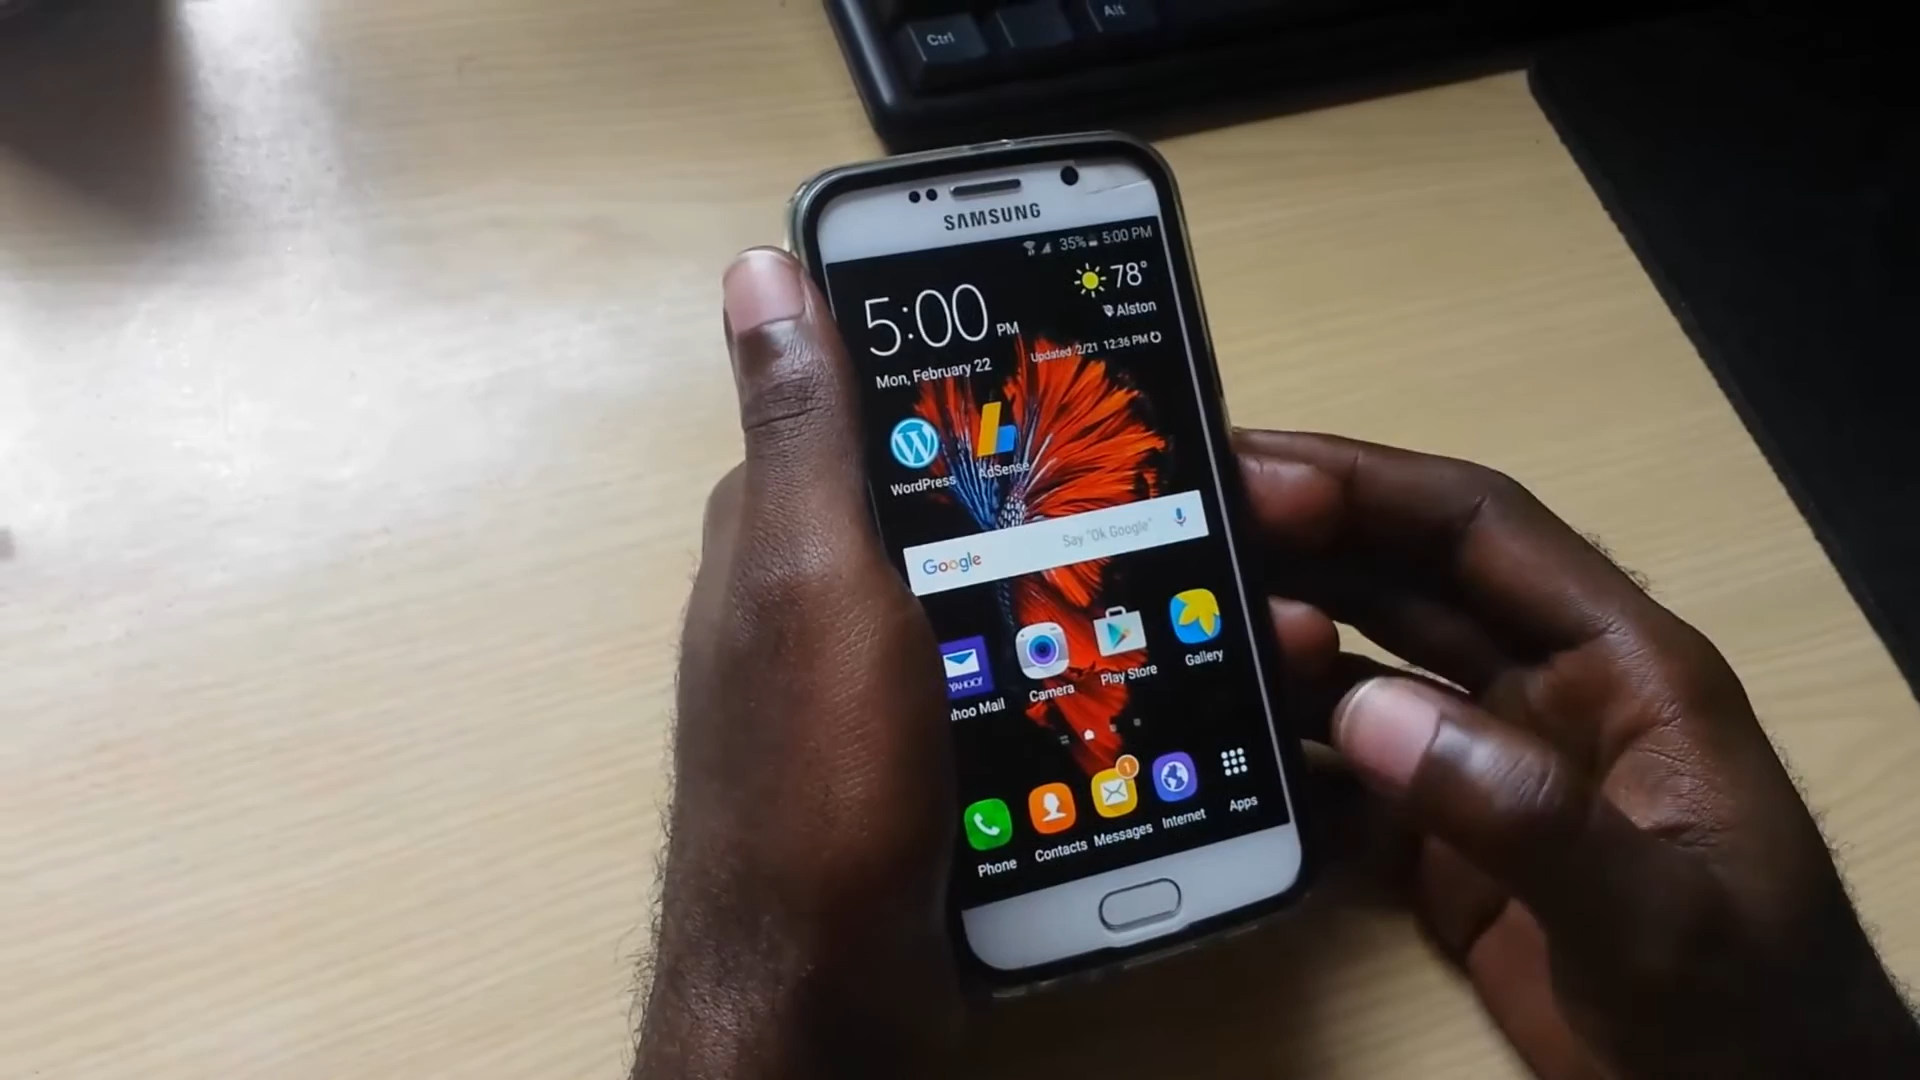 Ctrl
Alt
SAMSUNG
35% 5:00 PM
5:00 PM
78°
Alston
Updated 2/21 12:36 PM
Mon, February 22
WordPress
AdSense
Google
Say "Ok Google"
YAHOO!
ahoo Mail
Camera
Play Store
Gallery
1
Phone
Contacts
Messages
Internet
Apps